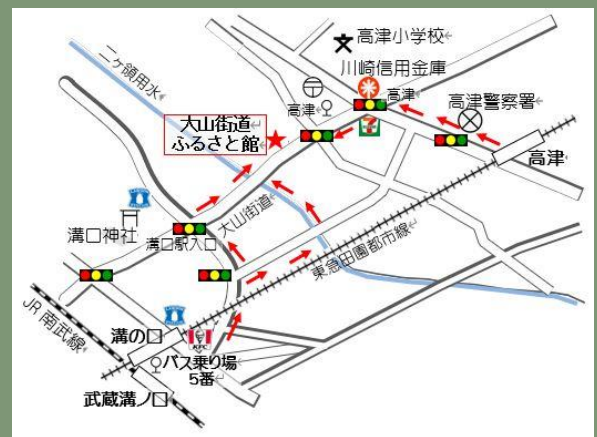 高津小学校
川崎信用金庫
二ヶ領用水
高津
高津
高津警察署
大山街道
ふるさと館
高津
大山街道
溝口神社
溝口駅入口
東急田園都市線
JR南武線
溝の口
KFC
バス乗り場
5番
武蔵溝ノ口